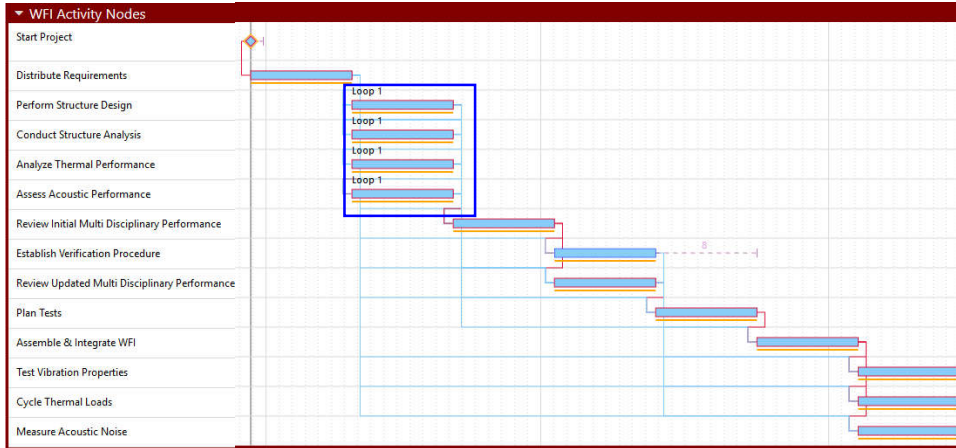 WFI Activity Nodes
Start Project
Distribute Requirements
Loop 1
Perform Structure Design
Loop 1
Conduct Structure Analysis
Loop 1
Analyze Thermal Performance
Loop 1
Assess Acoustic Performance
Review Initial Multi Disciplinary Performance
8
Establish Verification Procedure
Review Updated Multi Disciplinary Performance
Plan Tests
Assemble & Integrate WFI
Test Vibration Properties
Cycle Thermal Loads
Measure Acoustic Noise